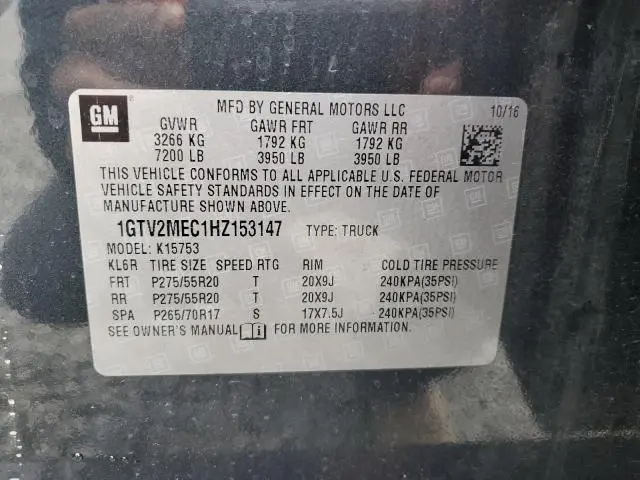 GM
MFD BY GENERAL MOTORS LLC 10/16
GVWR GAWR FRT GAWR RR
3266 KG 1792 KG 1792 KG
7200 LB 3950 LB 3950 LB
THIS VEHICLE CONFORMS TO ALL APPLICABLE U.S. FEDERAL MOTOR
VEHICLE SAFETY STANDARDS IN EFFECT ON THE DATE OF
MANUFACTURE SHOWN ABOVE.
1GTV2MEC1HZ153147 TYPE: TRUCK
MODEL: K15753
KL6R TIRE SIZE SPEED RTG RIM COLD TIRE PRESSURE
FRT P275/55R20 T 20X9J 240KPA(35PSI)
RR P275/55R20 T 20X9J 240KPA(35PSI)
SPA P265/70R17 S 17X7.5J 240KPA(35PSI)
SEE OWNER'S MANUAL FOR MORE INFORMATION.